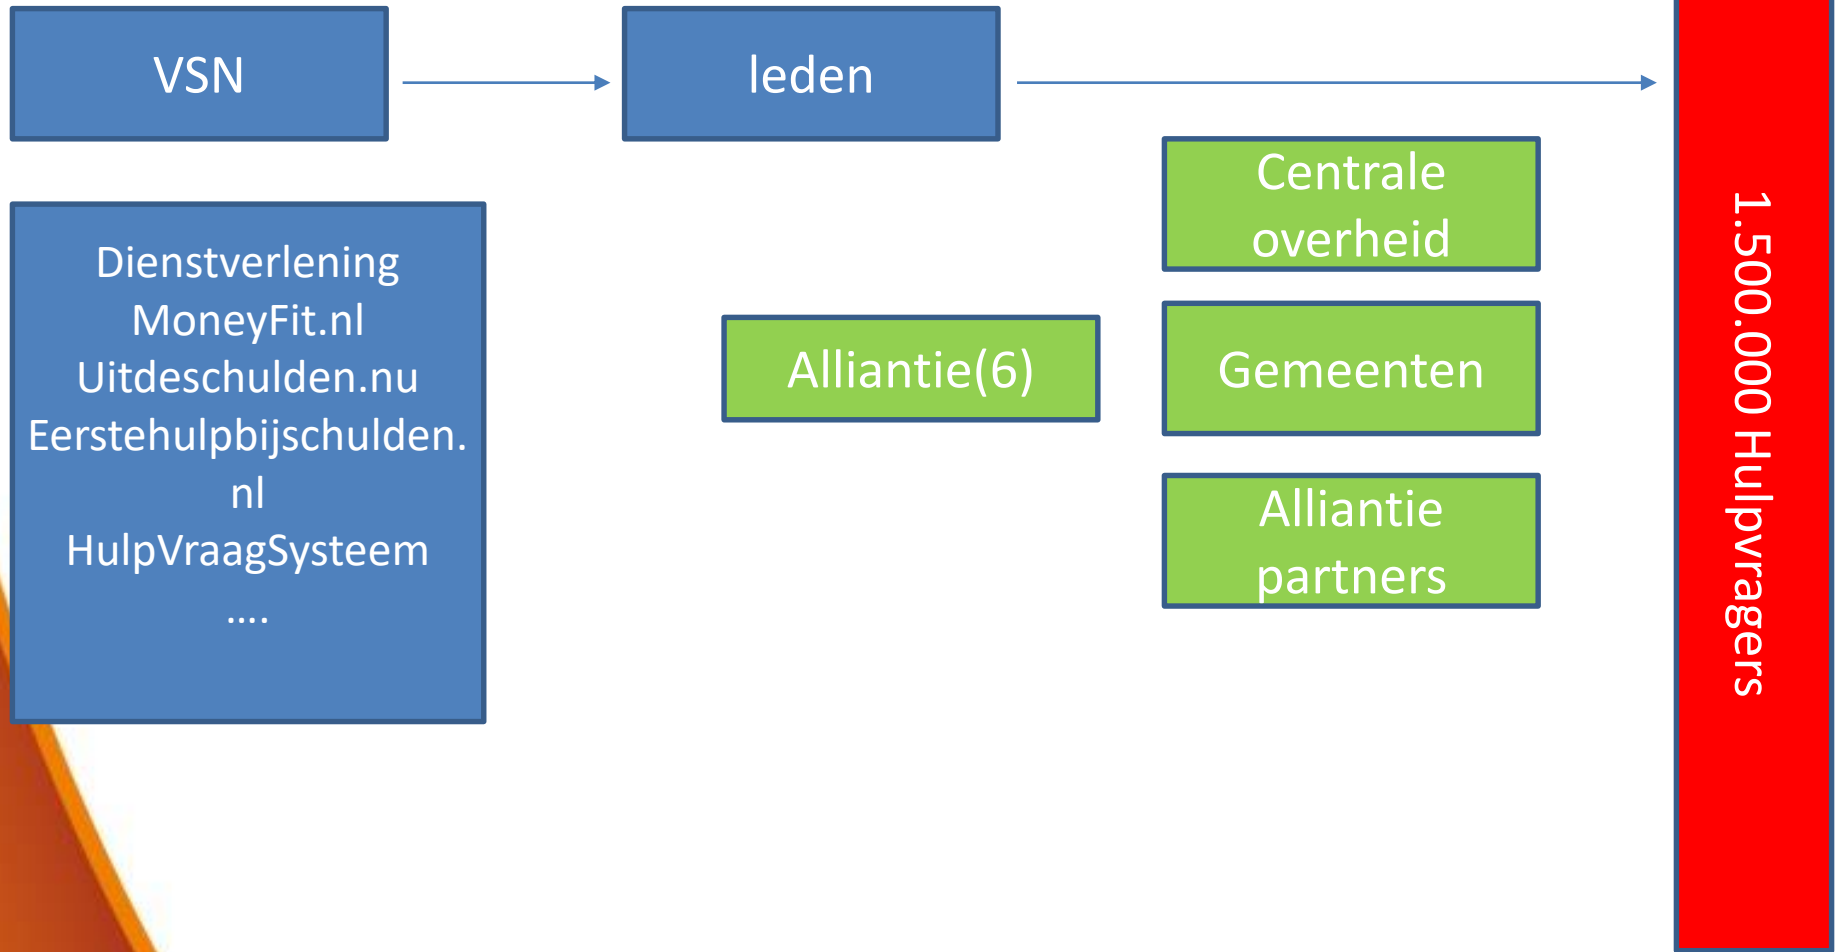 VSN
leden
Centrale
overheid
Dienstverlening
MoneyFit.nl
Uitdeschulden.nu
Eerstehulpbijschulden.
nl
HulpVraagSysteem
....
Alliantie(6)
Gemeenten
Alliantie
partners
1.500.000 Hulpvragers